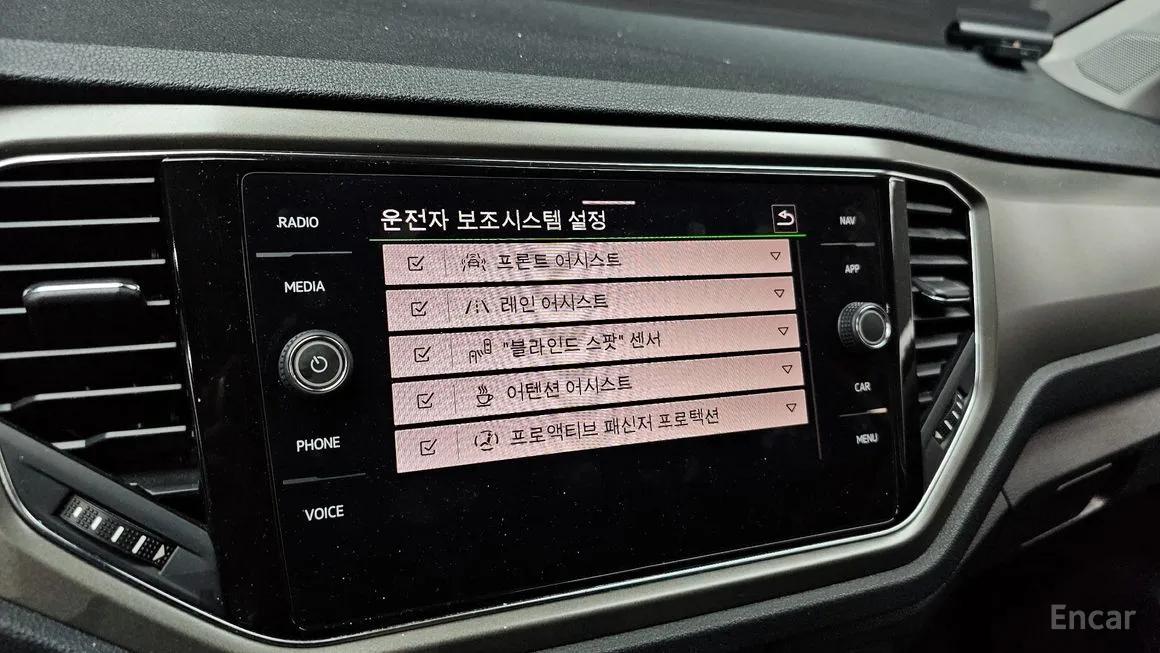 RADIO
MEDIA
PHONE
VOICE
운전자 보조시스템 설정
프론트 어시스트
레인 어시스트
"블라인드 스팟" 센서
어텐션 어시스트
프로액티브 패신저 프로텍션
NAV
APP
CAR
MENU
Encar